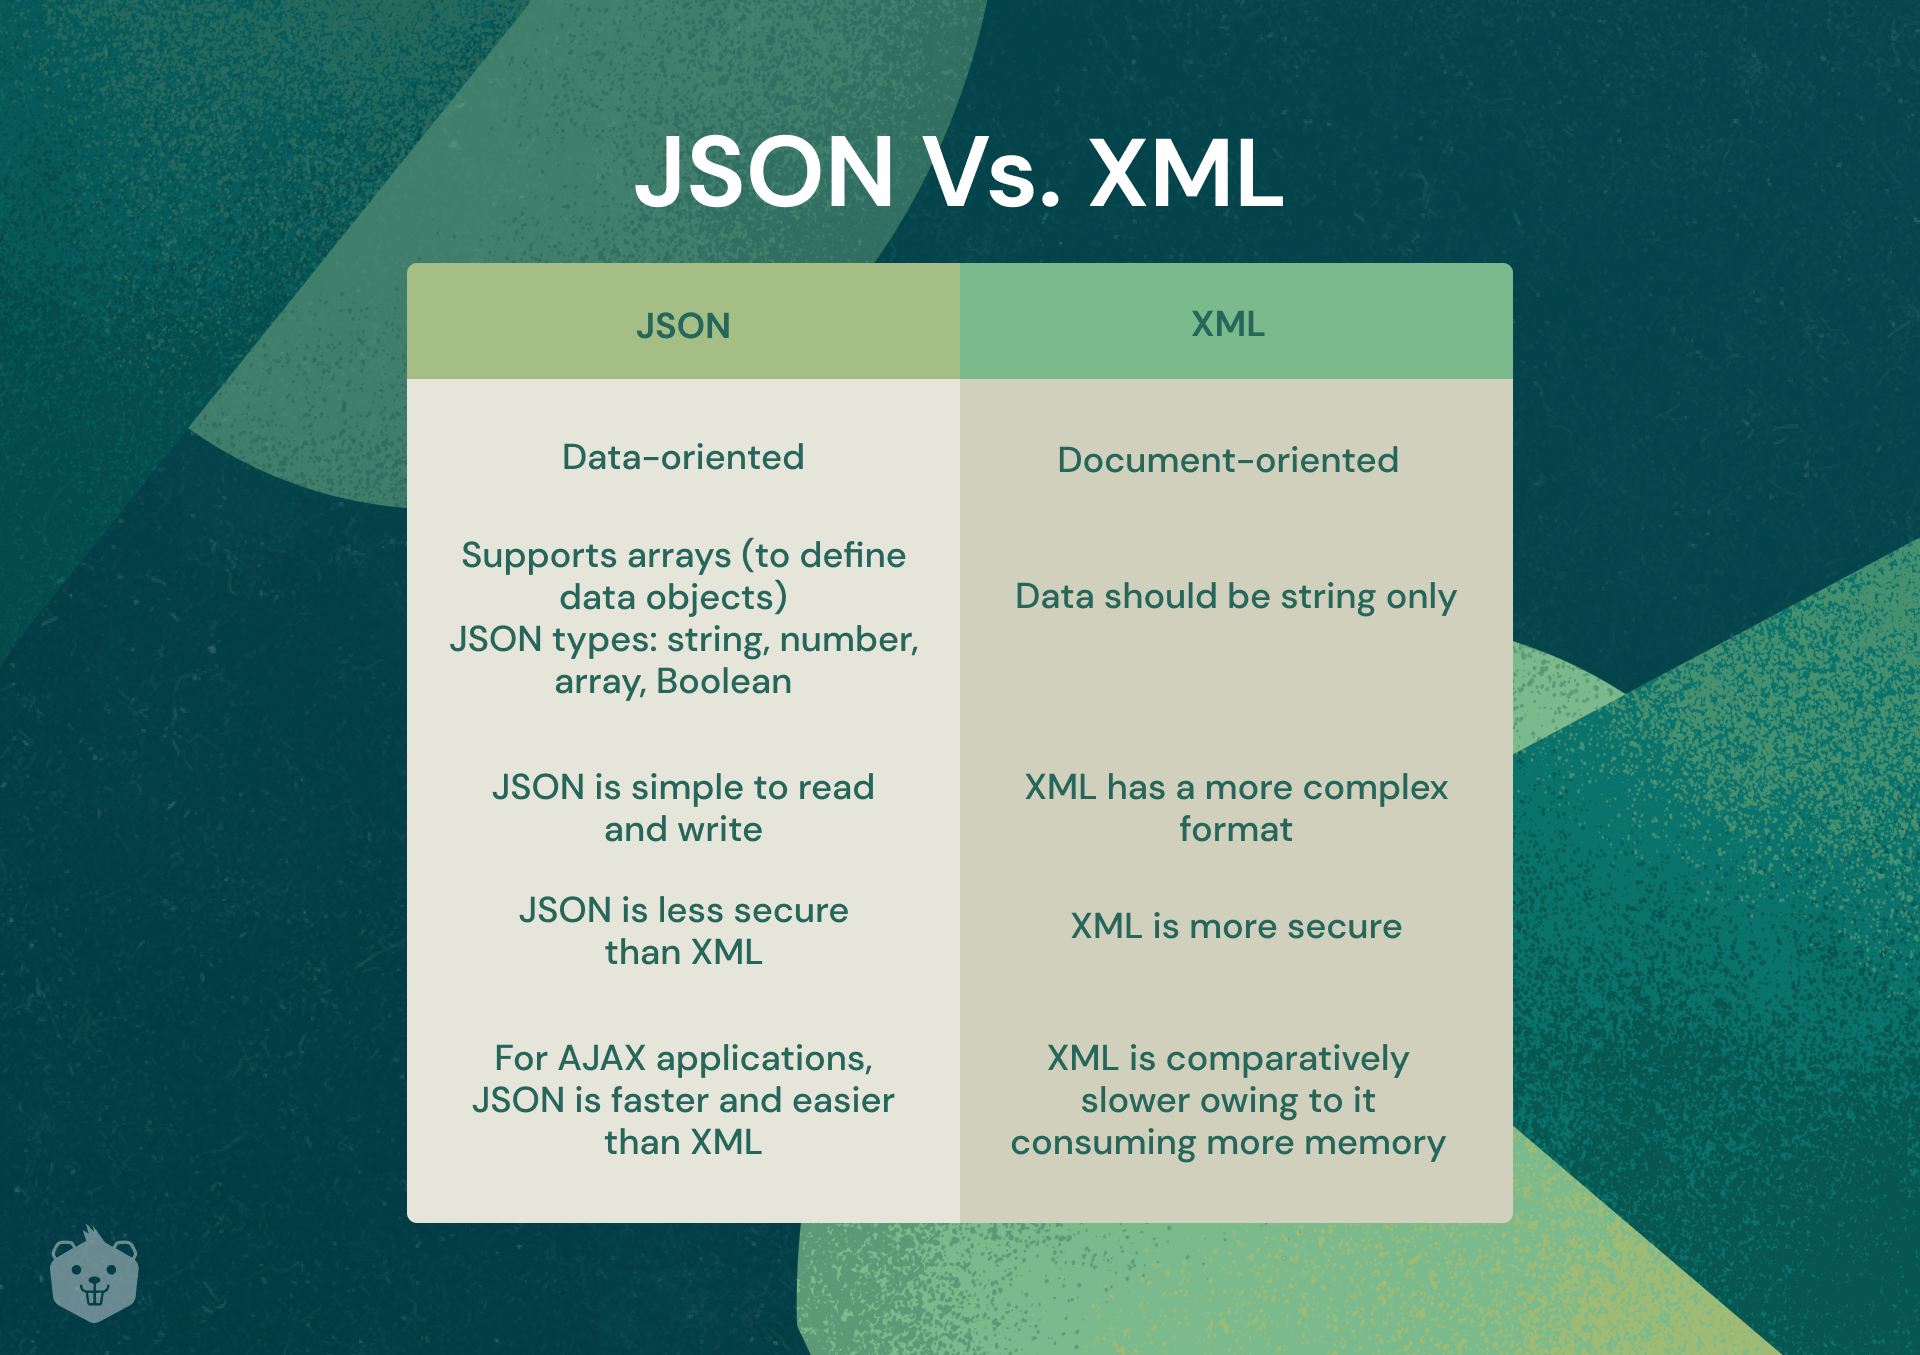 JSON Vs. XML
JSON
XML
Data-oriented
Document-oriented
Supports arrays (to define
data objects)
JSON types: string, number,
array, Boolean
Data should be string only
JSON is simple to read
and write
XML has a more complex
format
JSON is less secure
than XML
XML is more secure
For AJAX applications,
JSON is faster and easier
than XML
XML is comparatively
slower owing to it
consuming more memory